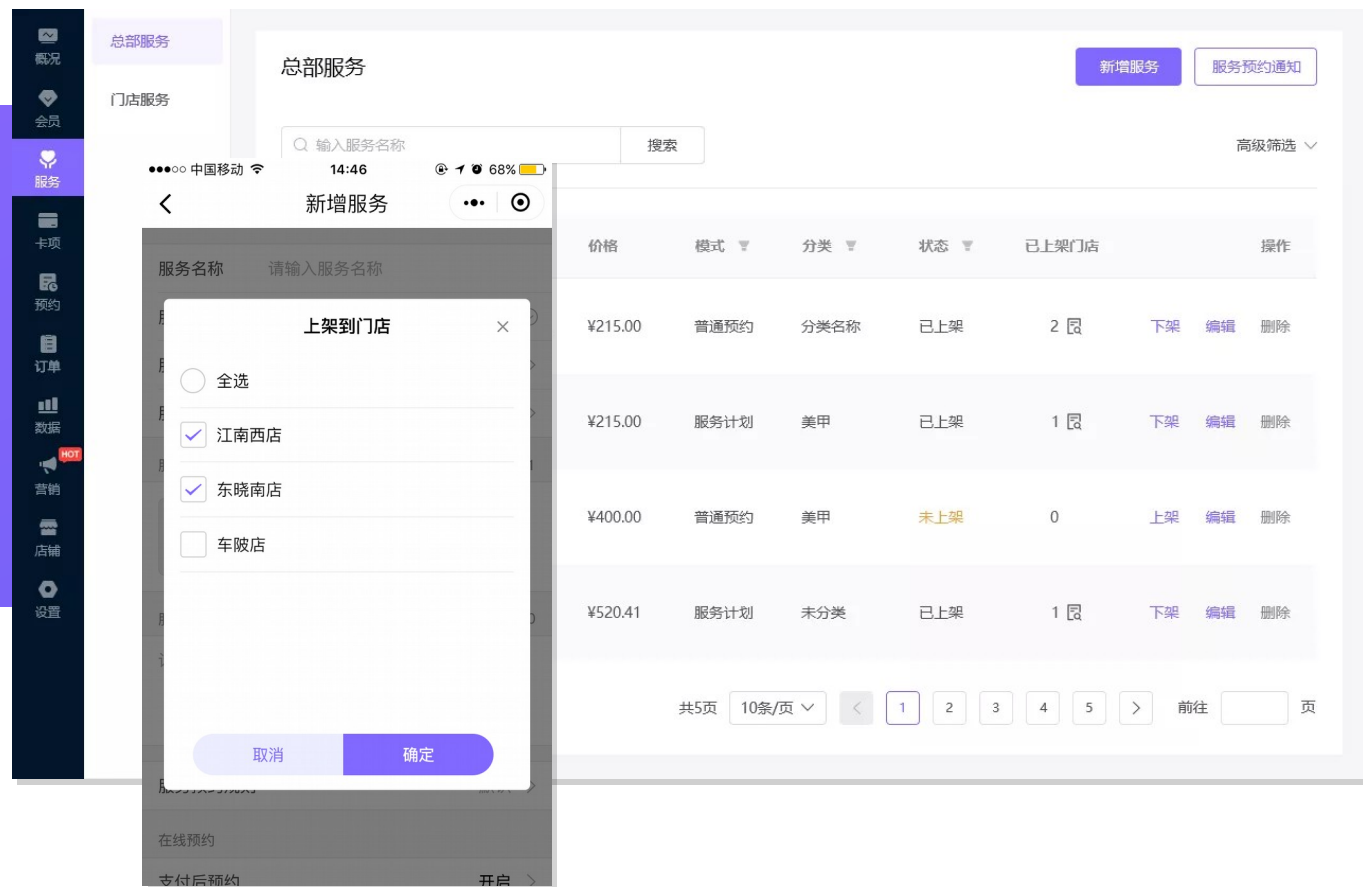 概况
会员
服务
卡项
预约
订单
数据
HOT
营销
店铺
设置
总部服务
门店服务
总部服务
新增服务
服务预约通知
输入服务名称
搜索
高级筛选
价格 模式 分类 状态 已上架门店 操作
¥215.00 普通预约 分类名称 已上架 2 下架 编辑 删除
¥215.00 服务计划 美甲 已上架 1 下架 编辑 删除
¥400.00 普通预约 美甲 未上架 0 上架 编辑 删除
¥520.41 服务计划 未分类 已上架 1 下架 编辑 删除
共5页 10条/页 1 2 3 4 5 前往 页
中国移动 14:46 68%
新增服务
服务名称 请输入服务名称
上架到门店
全选
江南西店
东晓南店
车陂店
取消 确定
在线预约
支付后预约 开启